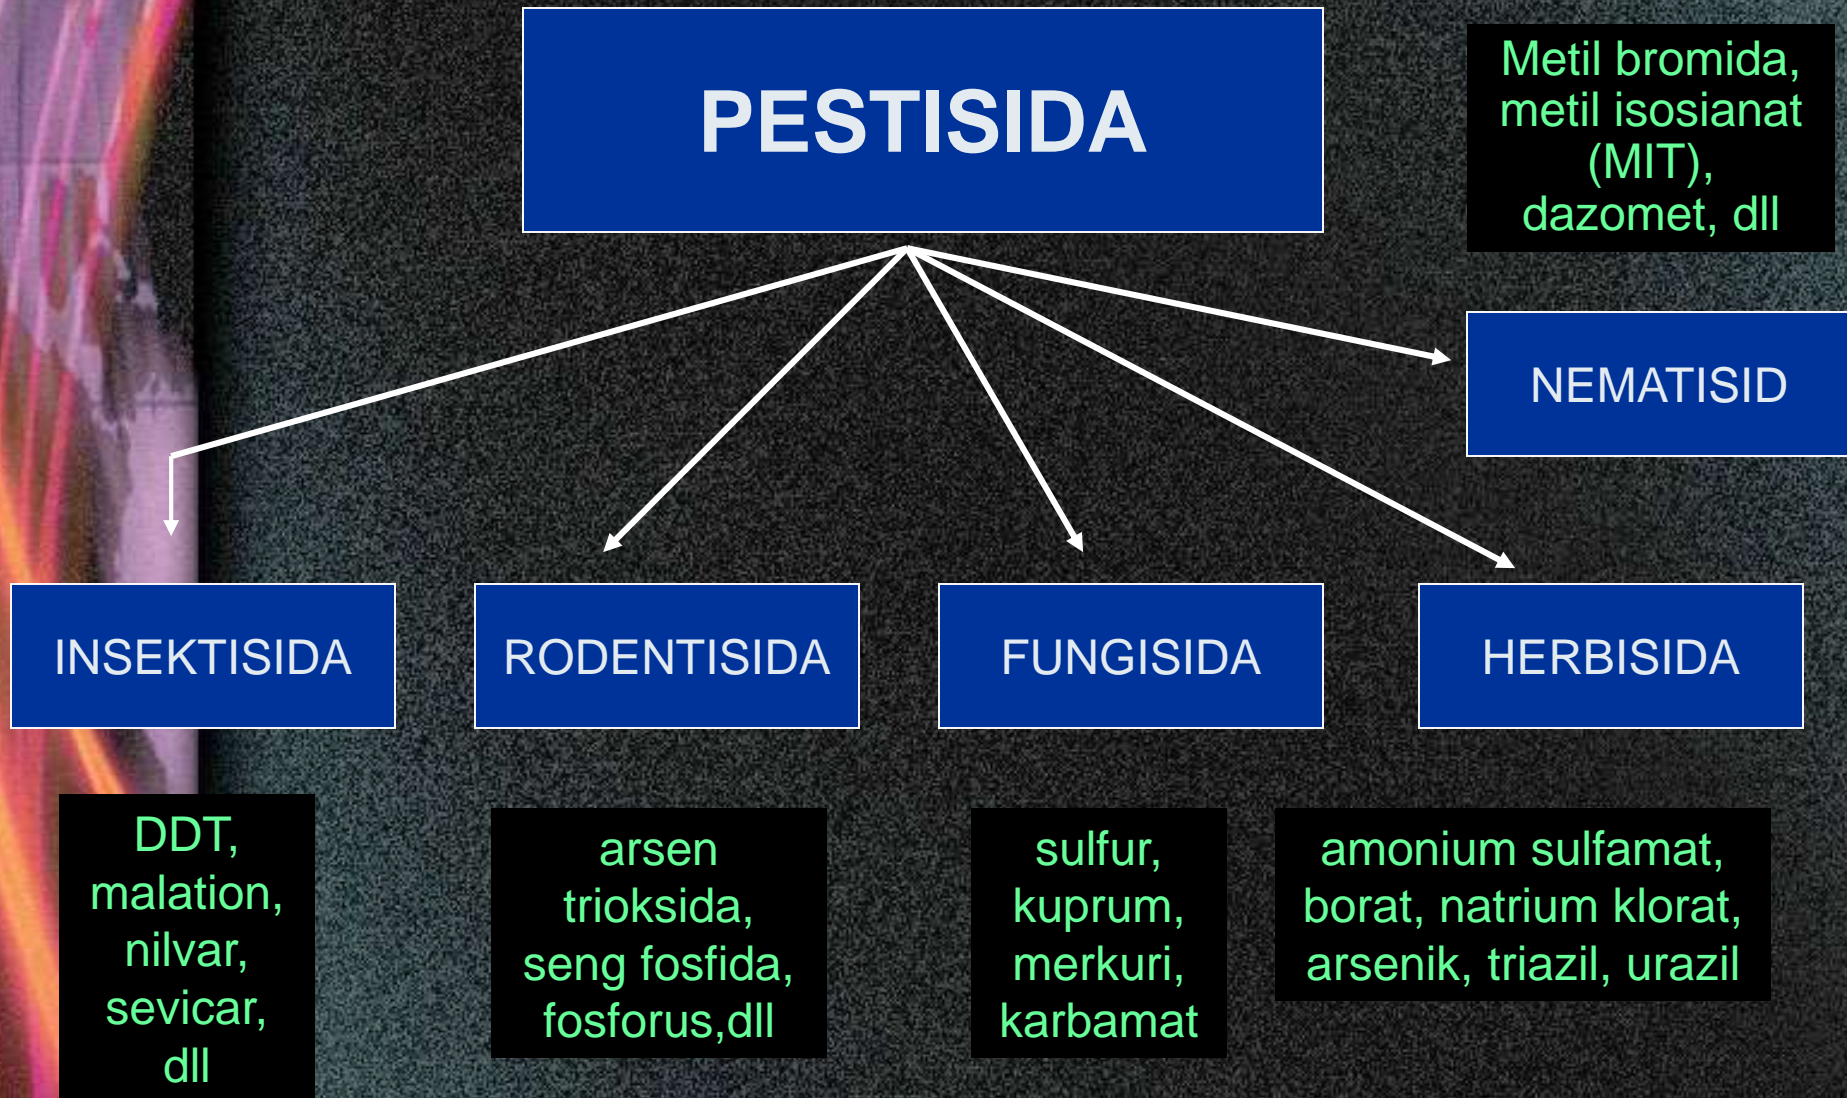 PESTISIDA
Metil bromida,
metil isosianat
(MIT),
dazomet, dll
NEMATISID
INSEKTISIDA
RODENTISIDA
FUNGISIDA
HERBISIDA
DDT,
malation,
nilvar,
sevicar,
dll
arsen
trioksida,
seng fosfida,
fosforus,dll
sulfur,
kuprum,
merkuri,
karbamat
amonium sulfamat,
borat, natrium klorat,
arsenik, triazil, urazil